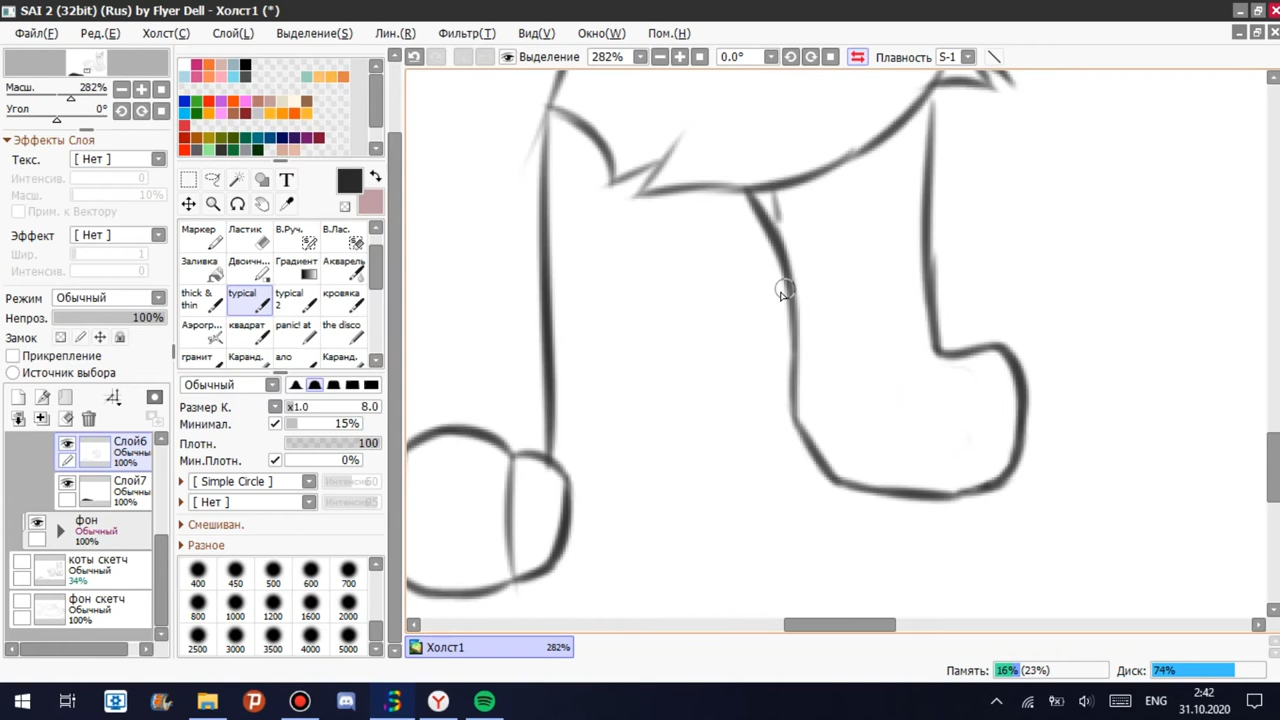 SAI 2 (32bit) (Rus) by Flyer Dell - Холст1 (*)
Файл(F) Ред.(E) Холст(C) Слой(L) Выделение(S) Лин.(R) Фильтр(T) Вид(V) Окно(W) Пом.(H)
Выделение 282% 0.0° Плавность S-1
Масш. 282%
Угол 0°
Эффекты Слоя
Текс. [ Нет ]
Интенсив. 0
Масш. 10%
Прим. к Вектору
Эффект [ Нет ]
Шир. 1
Интенсив. 0
Режим Обычный
Непроз. 100%
Замок
Прикрепление
Источник выбора
Слой6
Обычны
100%
Слой7
Обычны
100%
фон
Обычный
100%
коты скетч
Обычный
34%
фон скетч
Обычный
100%
T
Маркер Ластик В.Руч. В.Лас.
Заливка Двоичн... Градиент Акварель
thick & thin typical typical 2 кровяка
Аэрогр... квадрат panic! at the disco
гранит Каранд. ало Каранд.
Обычный
Размер К. x1.0 8.0
Минимал. 15%
Плотн. 100
Мин.Плотн. 0%
[ Simple Circle ]
[ Нет ]
Смешиван.
Разное
400 450 500 600 700
800 1000 1200 1600 2000
2500 3000 3500 4000 5000
Холст1 282%
Память: 16% (23%) Диск: 74%
ENG 2:42
31.10.2020